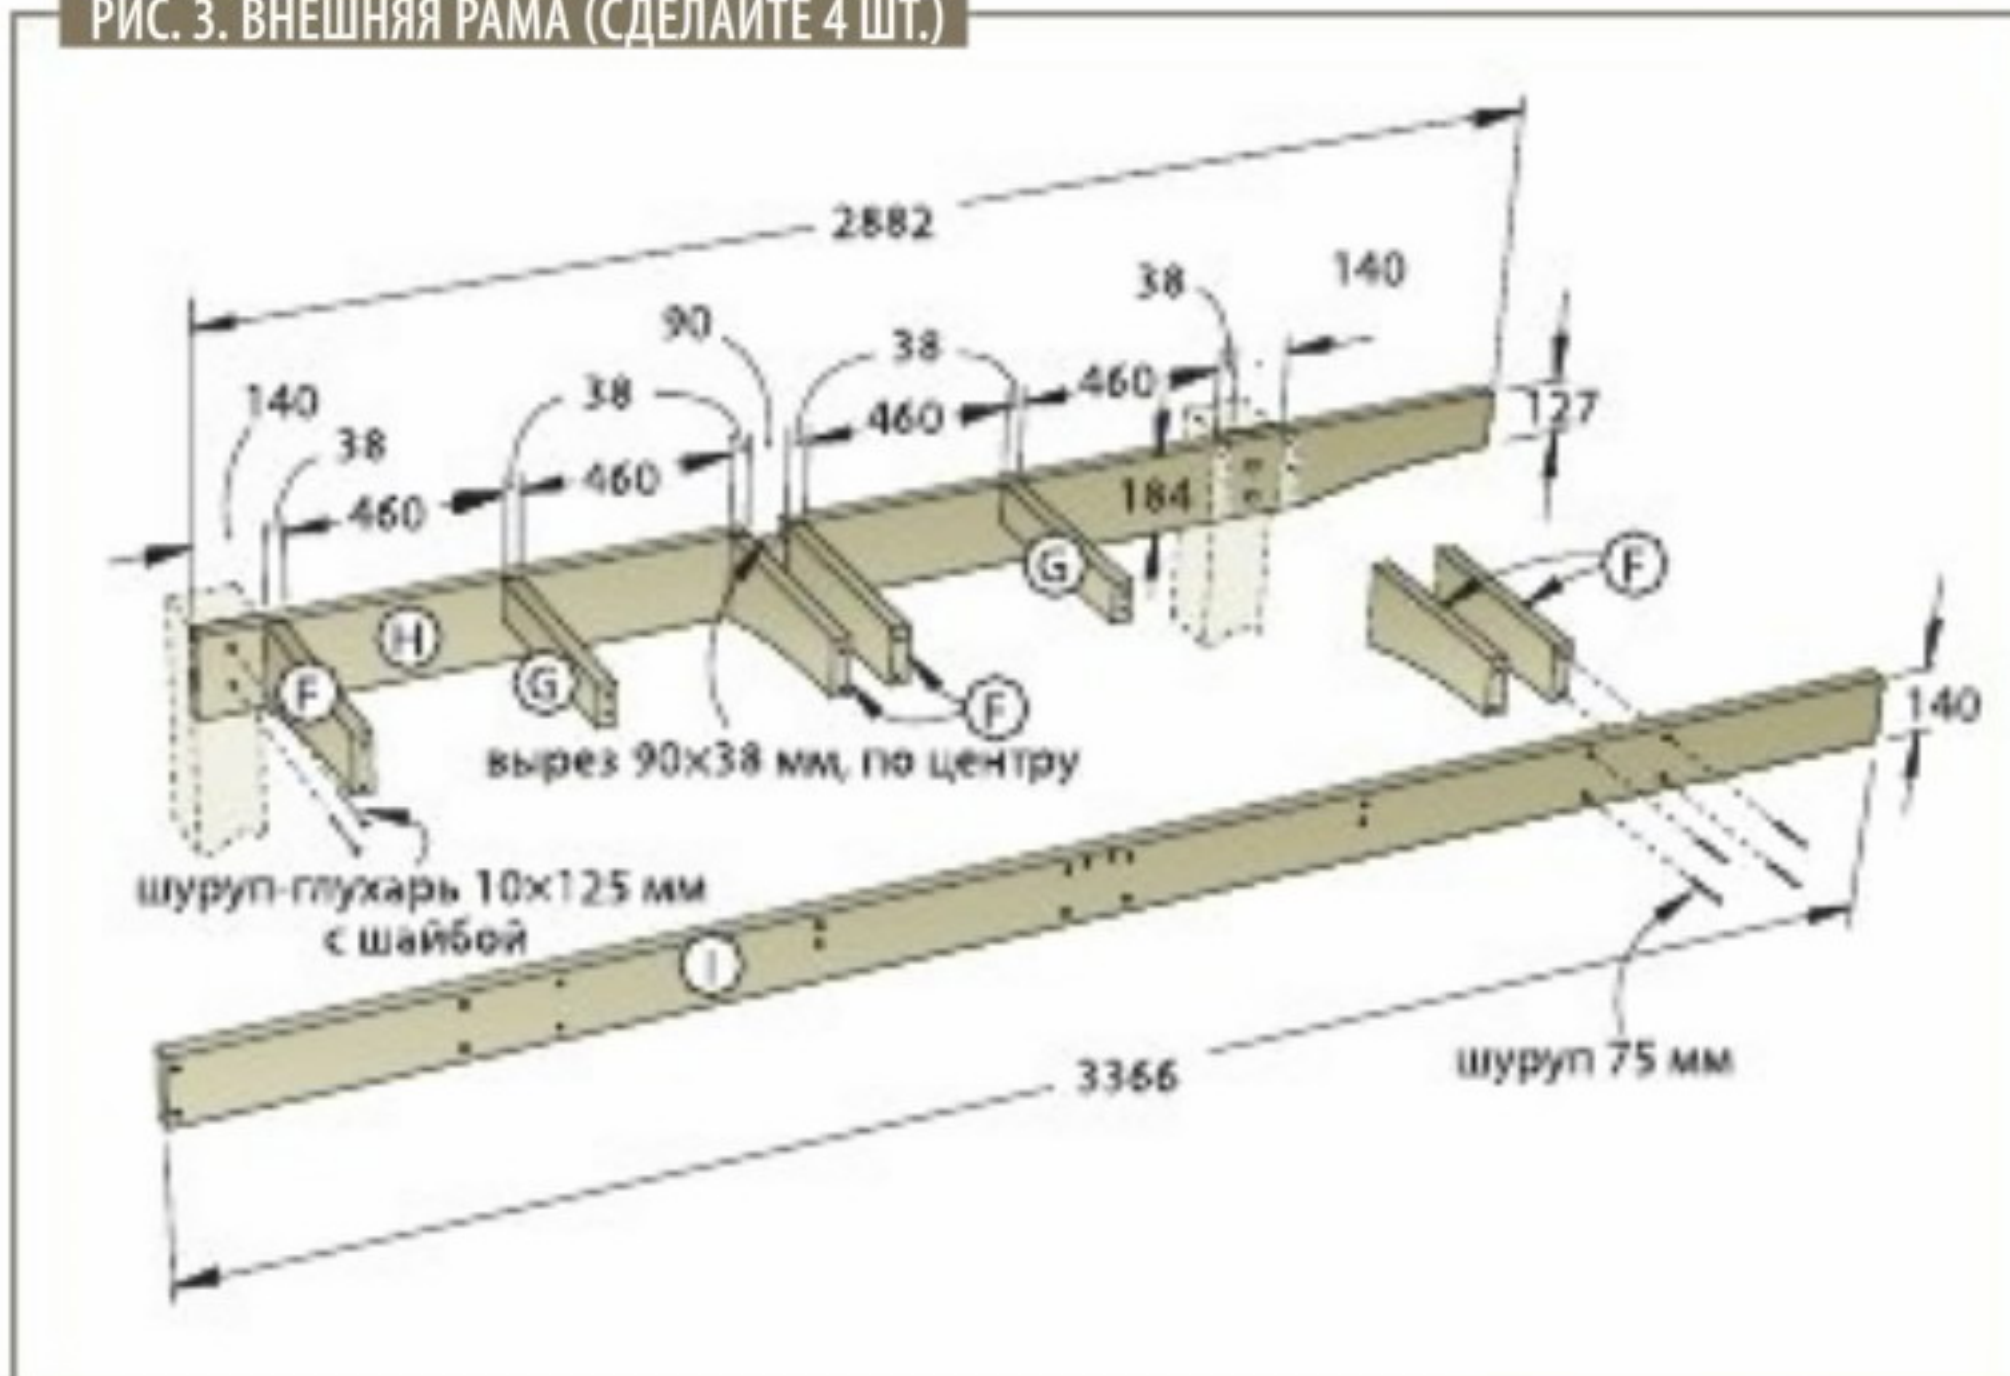 РИС. 3. ВНЕШНЯЯ РАМА (СДЕЛАЙТЕ 4 ШТ.)
2882
38
140
90
38
460
127
140
38
460
38
460
460
184
H
G
F
G
F
F
140
вырез 90×38 мм, по центру
шуруп-глухарь 10×125 мм
с шайбой
I
3366
шуруп 75 мм